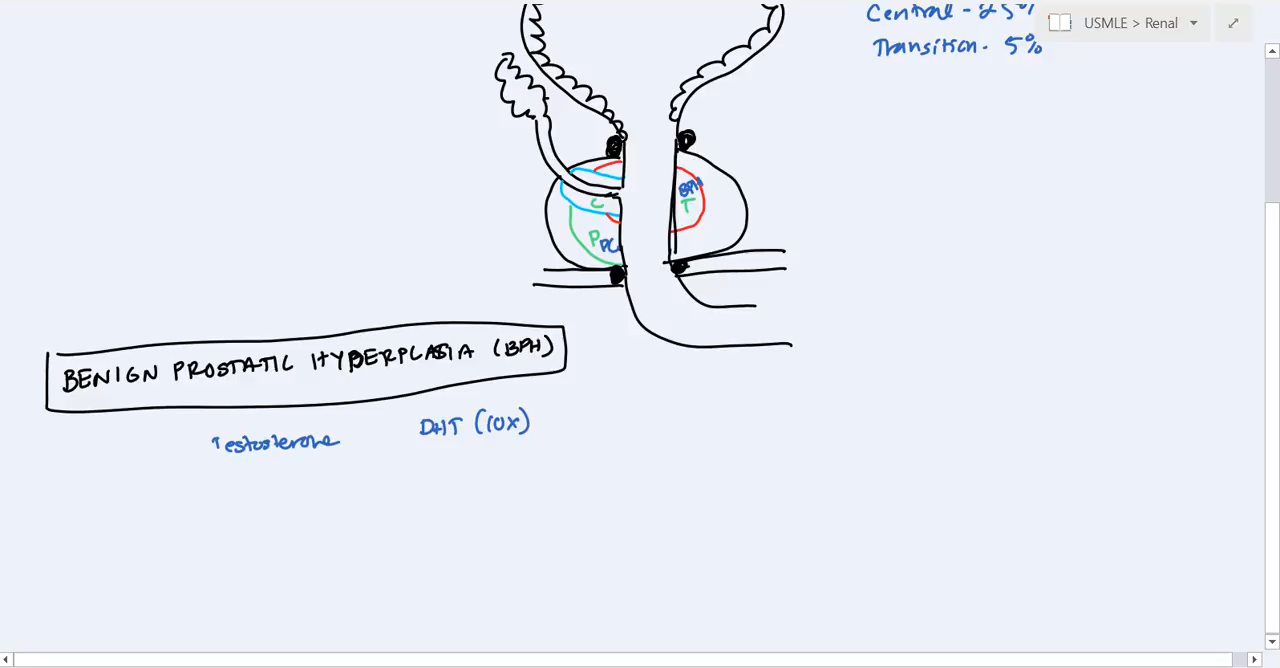 Central - 25%
USMLE > Renal
Transition - 5%
BPH
T
C
P PC
BENIGN PROSTATIC HYPERPLASIA (BPH)
Testosterone DHT (10x)